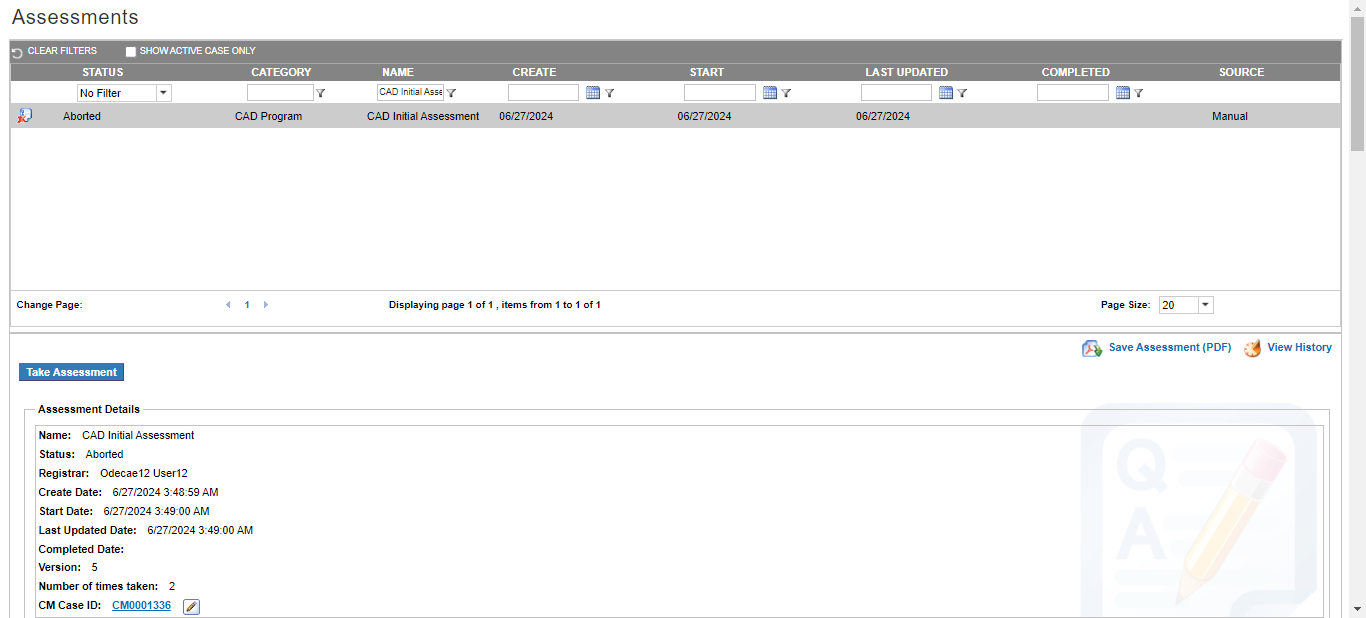 Assessments
CLEAR FILTERS SHOW ACTIVE CASE ONLY
STATUS CATEGORY NAME CREATE START LAST UPDATED COMPLETED SOURCE
No Filter CAD Initial Asse
Aborted CAD Program CAD Initial Assessment 06/27/2024 06/27/2024 06/27/2024 Manual
Change Page: 1 Displaying page 1 of 1 , items from 1 to 1 of 1 Page Size: 20
Save Assessment (PDF) View History
Take Assessment
Assessment Details
Name: CAD Initial Assessment
Status: Aborted
Registrar: Odecae12 User12
Create Date: 6/27/2024 3:48:59 AM
Start Date: 6/27/2024 3:49:00 AM
Last Updated Date: 6/27/2024 3:49:00 AM
Completed Date:
Version: 5
Number of times taken: 2
CM Case ID: CM0001336
Q
A